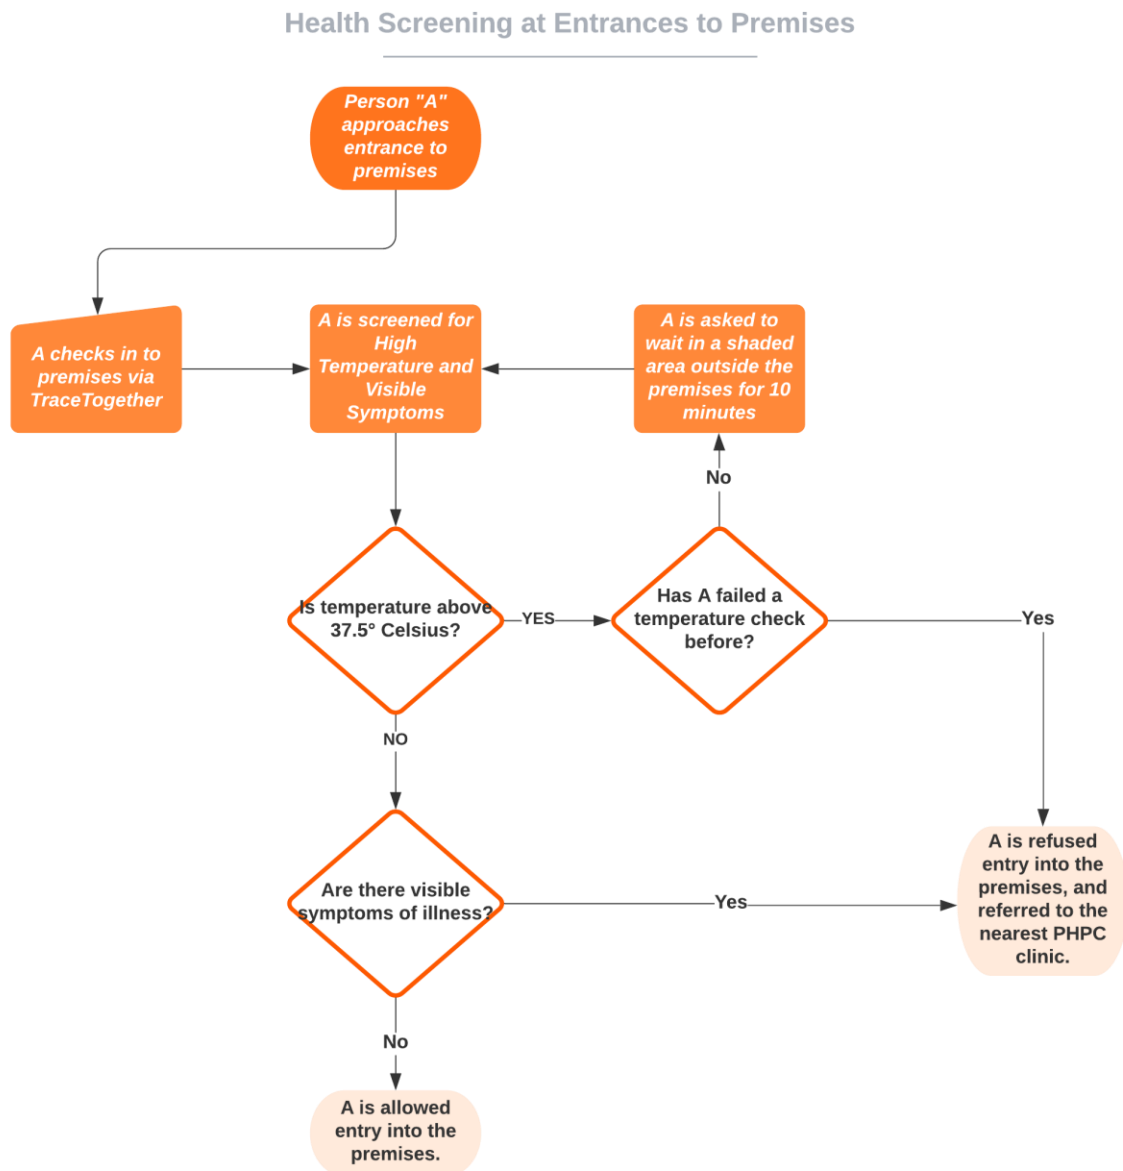 Health Screening at Entrances to Premises
Person "A"
approaches
entrance to
premises
A checks in to
premises via
TraceTogether
A is screened for
High
Temperature and
Visible
Symptoms
A is asked to
wait in a shaded
area outside the
premises for 10
minutes
No
Is temperature above
37.5° Celsius?
YES
Has A failed a
temperature check
before?
Yes
NO
Are there visible
symptoms of illness?
Yes
A is refused
entry into the
premises, and
referred to the
nearest PHPC
clinic.
No
A is allowed
entry into the
premises.